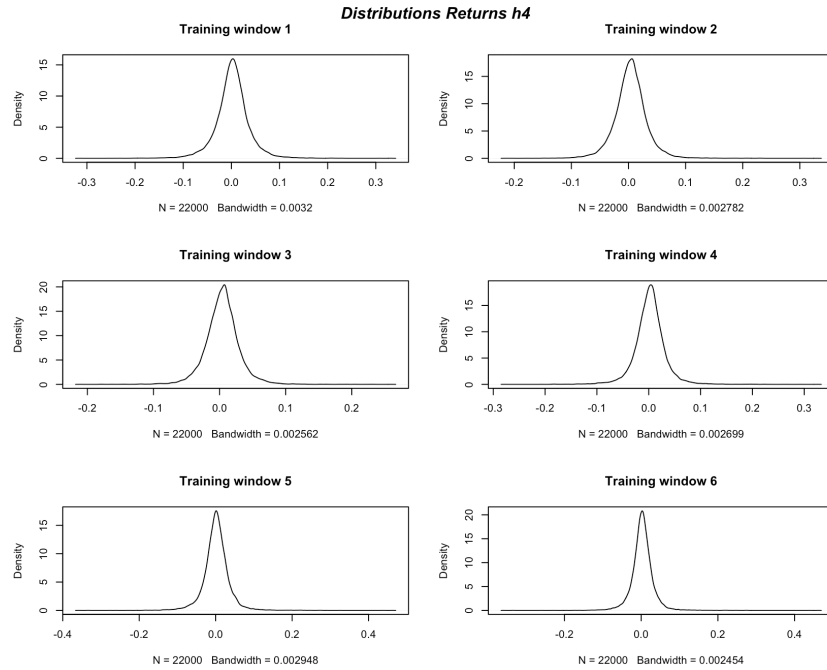 Distributions Returns h4
Training window 1
Density
15
10
5
0
-0.3 -0.2 -0.1 0.0 0.1 0.2 0.3
N = 22000 Bandwidth = 0.0032
Training window 2
Density
15
10
5
0
-0.2 -0.1 0.0 0.1 0.2 0.3
N = 22000 Bandwidth = 0.002782
Training window 3
Density
20
15
10
5
0
-0.2 -0.1 0.0 0.1 0.2
N = 22000 Bandwidth = 0.002562
Training window 4
Density
15
10
5
0
-0.3 -0.2 -0.1 0.0 0.1 0.2 0.3
N = 22000 Bandwidth = 0.002699
Training window 5
Density
15
10
5
0
-0.4 -0.2 0.0 0.2 0.4
N = 22000 Bandwidth = 0.002948
Training window 6
Density
20
15
10
5
0
-0.2 0.0 0.2 0.4
N = 22000 Bandwidth = 0.002454